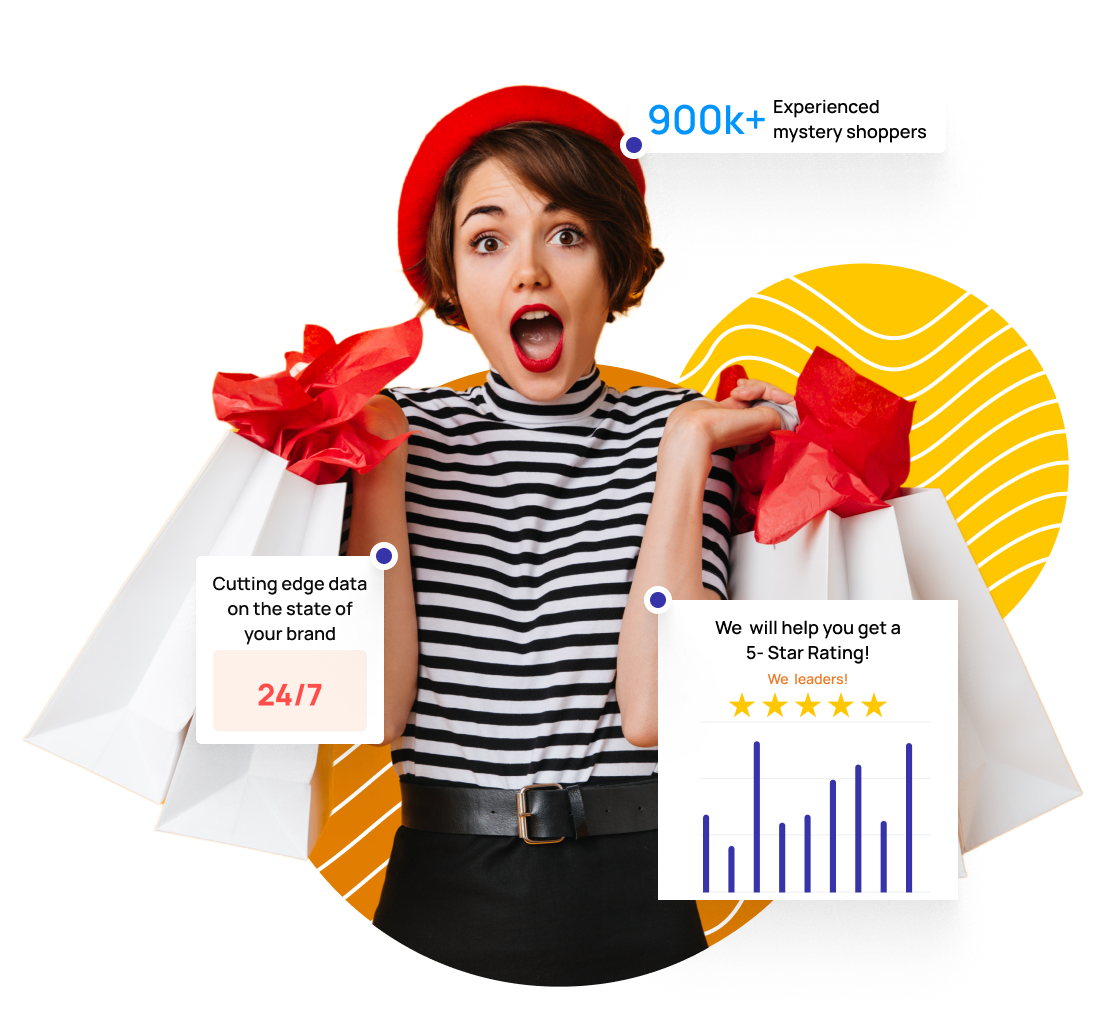 900k+
Experienced
mystery shoppers
Cutting edge data
on the state of
your brand
24/7
We will help you get a
5- Star Rating!
We leaders!